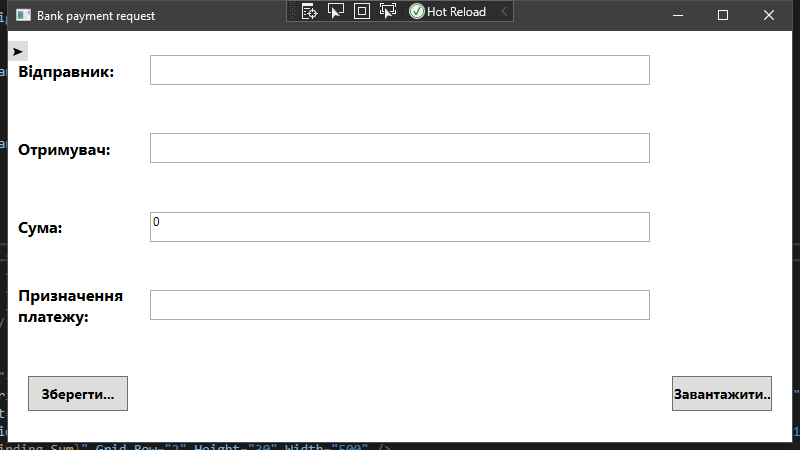 Bank payment request
Hot Reload
Відправник:
Отримувач:
Сума:
0
Призначення
платежу:
Зберегти...
Завантажити..
inding Sum}" Grid.Row="2" Height="30" Width="500" />